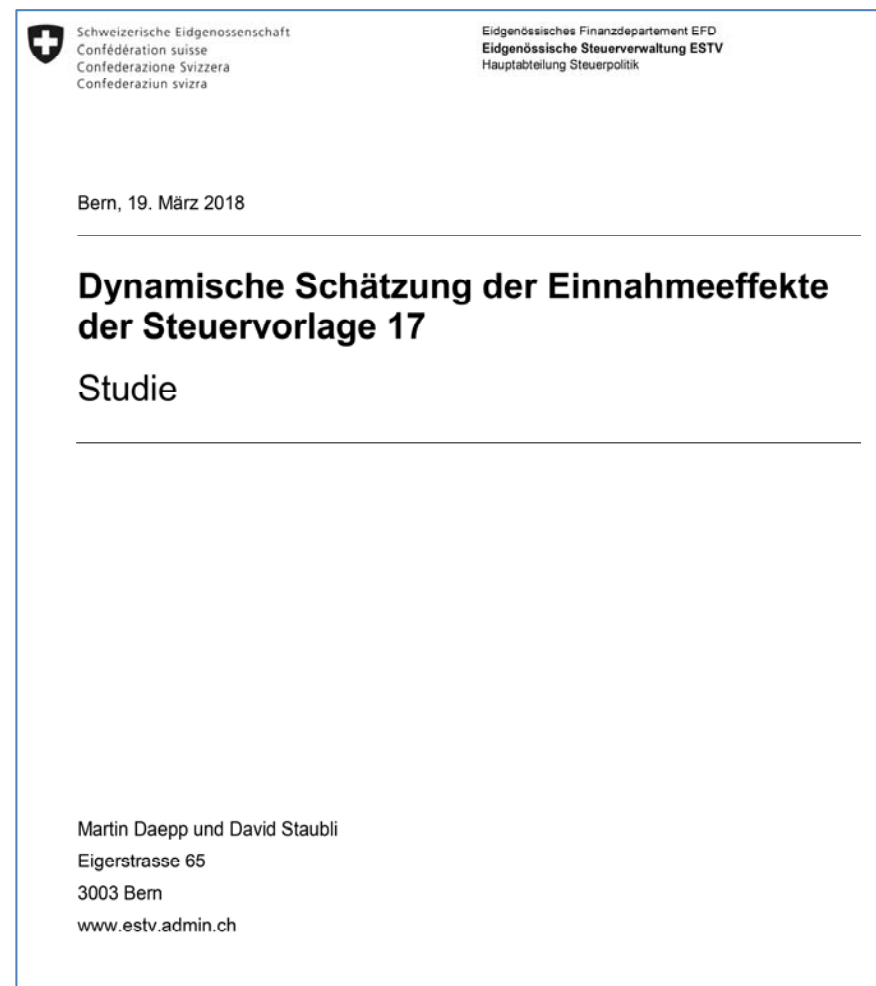 Schweizerische Eidgenossenschaft
Confédération suisse
Confederazione Svizzera
Confederaziun svizra
Eidgenössisches Finanzdepartement EFD
Eidgenössische Steuerverwaltung ESTV
Hauptabteilung Steuerpolitik
Bern, 19. März 2018
Dynamische Schätzung der Einnahmeeffekte
der Steuervorlage 17
Studie
Martin Daepp und David Staubli
Eigerstrasse 65
3003 Bern
www.estv.admin.ch